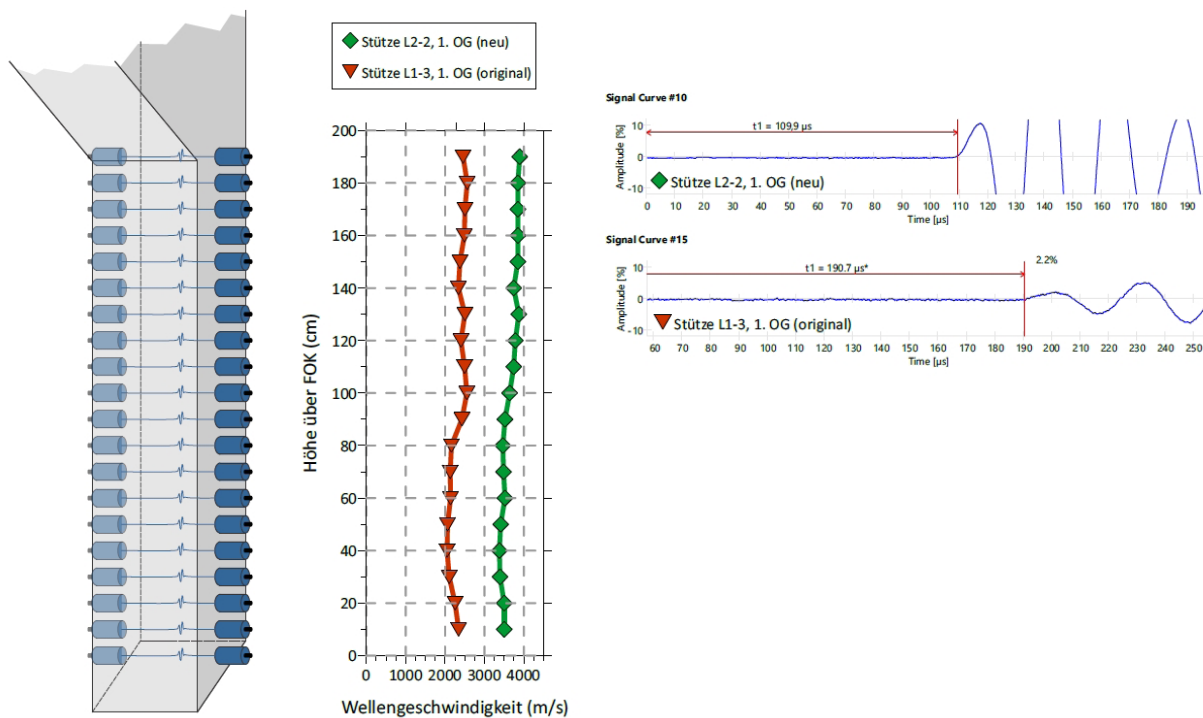 Stütze L2-2, 1. OG (neu)
Stütze L1-3, 1. OG (original)
Höhe über FOK (cm)
200
180
160
140
120
100
80
60
40
20
0
0 1000 2000 3000 4000
Wellengeschwindigkeit (m/s)
Signal Curve #10
t1 = 109,9 µs
Amplitude [%]
10
0
-10
Stütze L2-2, 1. OG (neu)
0 10 20 30 40 50 60 70 80 90 100 110 120 130 140 150 160 170 180 190
Time [µs]
Signal Curve #15
2.2%
t1 = 190.7 µs*
Amplitude [%]
10
0
-10
Stütze L1-3, 1. OG (original)
60 70 80 90 100 110 120 130 140 150 160 170 180 190 200 210 220 230 240 250
Time [µs]